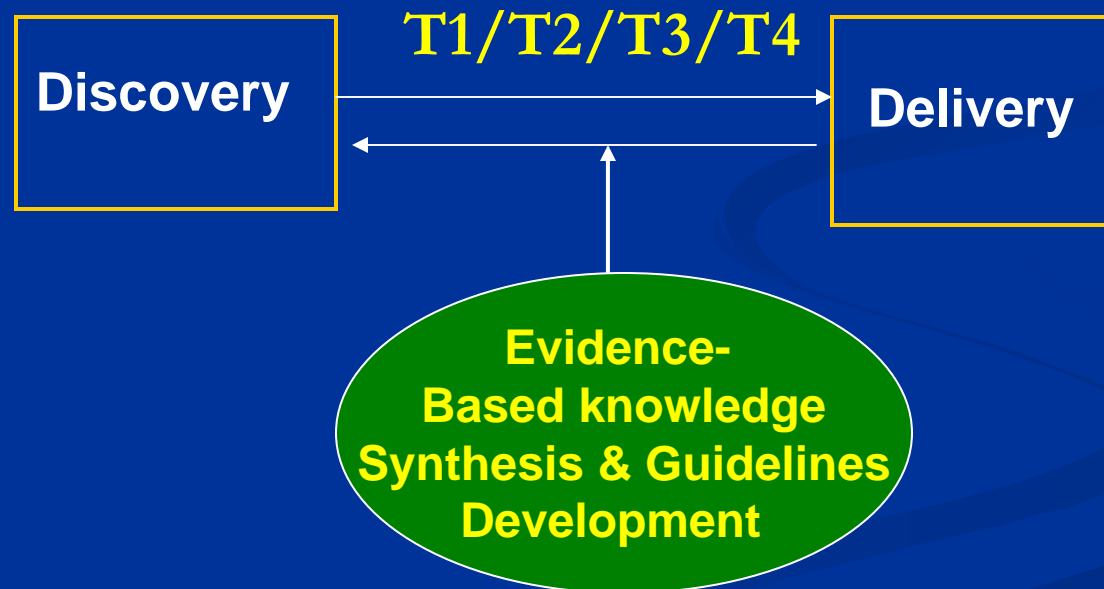 T1/T2/T3/T4
Discovery
Delivery
Evidence-
Based knowledge
Synthesis & Guidelines
Development